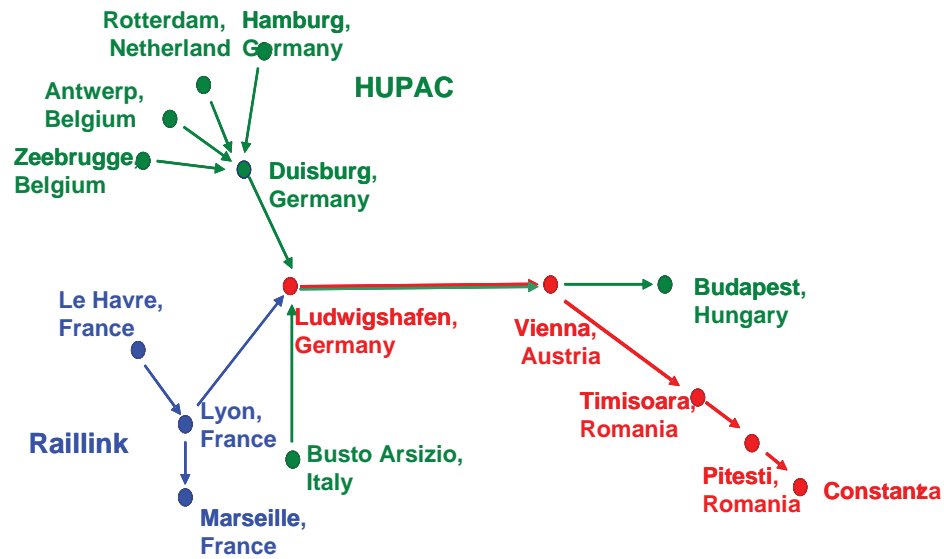 Rotterdam,
Netherland
Hamburg,
Germany
HUPAC
Antwerp,
Belgium
Zeebrugge,
Belgium
Duisburg,
Germany
Le Havre,
France
Ludwigshafen,
Germany
Vienna,
Austria
Budapest,
Hungary
Lyon,
France
Raillink
Busto Arsizio,
Italy
Timisoara,
Romania
Pitesti,
Romania
Constanza
Marseille,
France